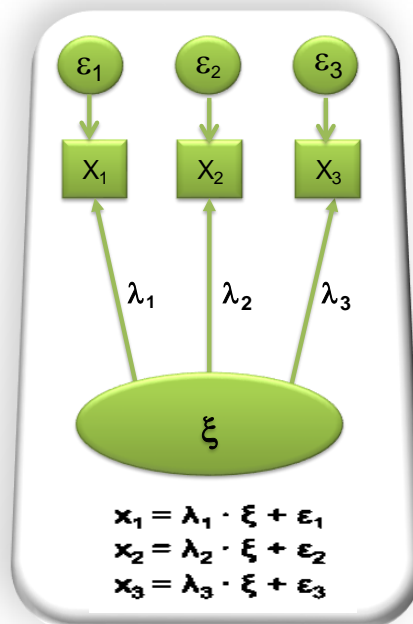 ε₁ ε₂ ε₃
X₁ X₂ X₃
λ₁ λ₂ λ₃
ξ
x₁ = λ₁ · ξ + ε₁
x₂ = λ₂ · ξ + ε₂
x₃ = λ₃ · ξ + ε₃